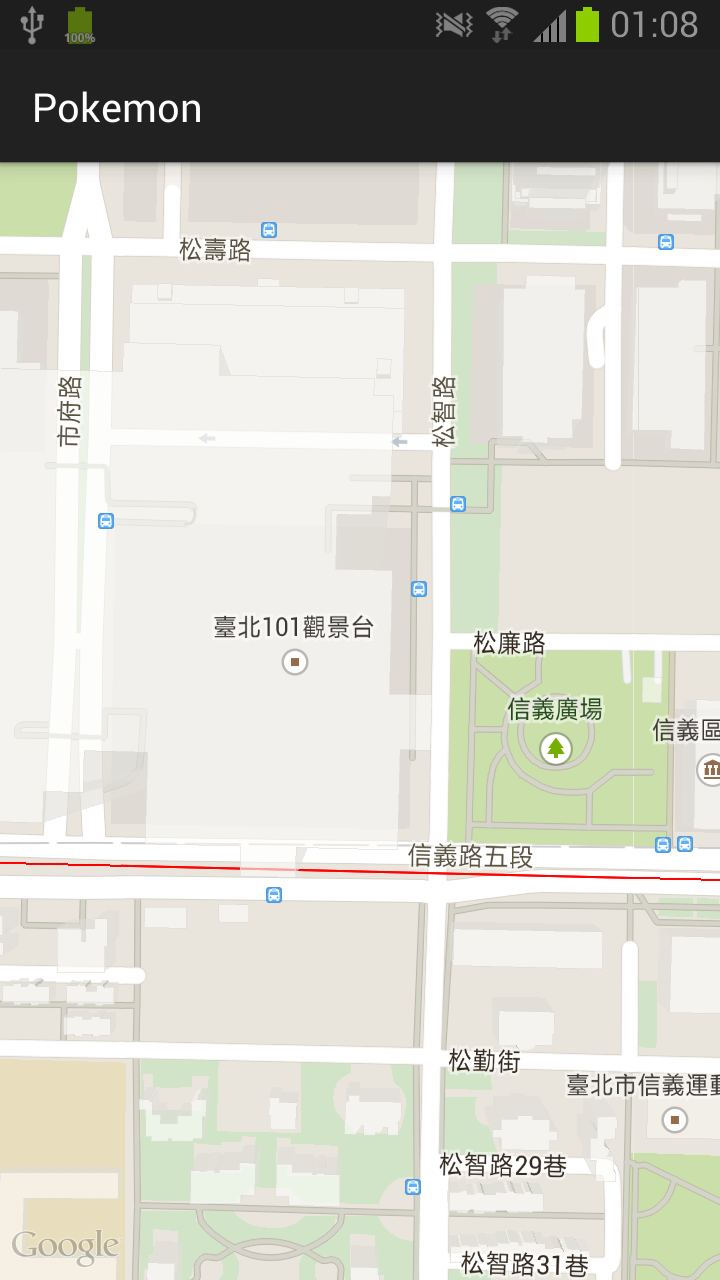 100%
01:08
Pokemon
松壽路
市府路
松智路
臺北101觀景台
松廉路
信義廣場
信義區
信義路五段
松勤街
臺北市信義運動
松智路29巷
Google
松智路31巷